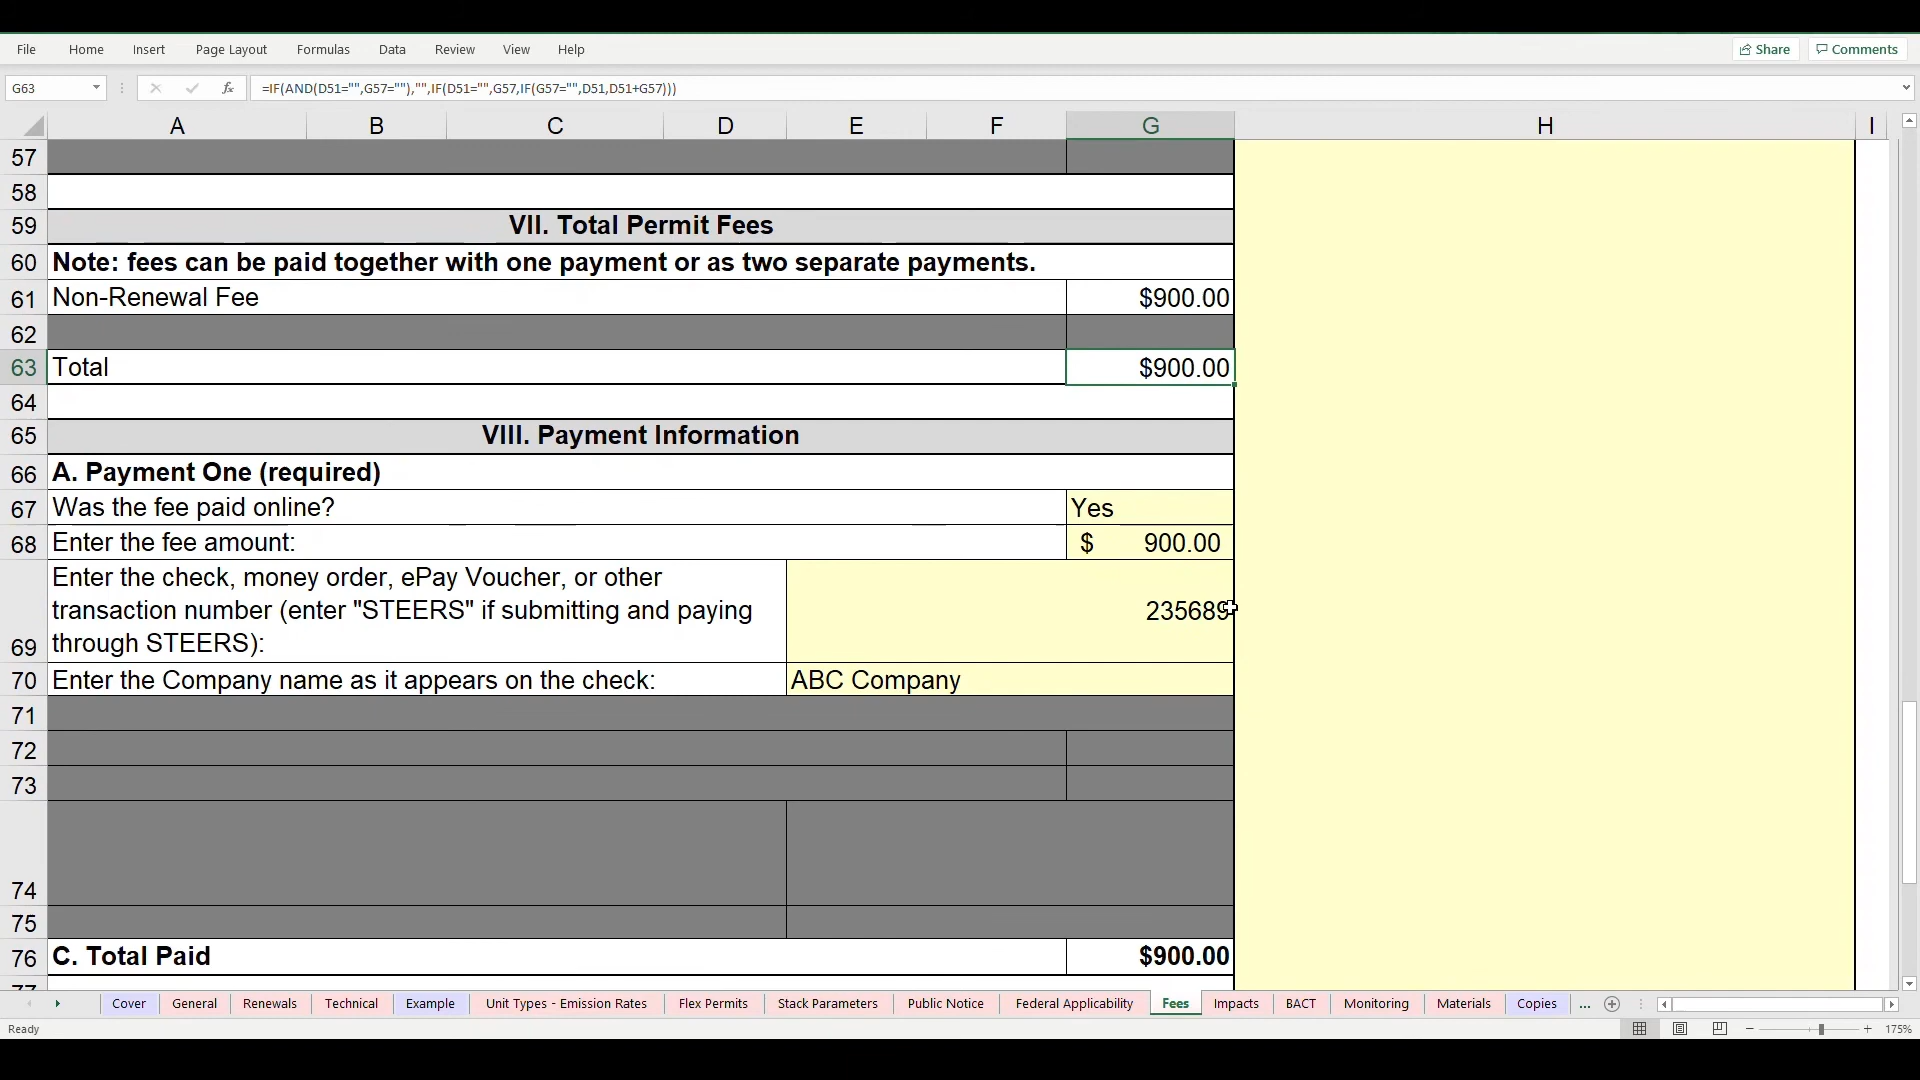 File Home Insert Page Layout Formulas Data Review View Help Share Comments
G63 fx =IF(AND(D51="",G57=""),"",IF(D51="",G57,IF(G57="",D51,D51+G57)))
A B C D E F G H I
57
58
59 VII. Total Permit Fees
60 Note: fees can be paid together with one payment or as two separate payments.
61 Non-Renewal Fee $900.00
62
63 Total $900.00
64
65 VIII. Payment Information
66 A. Payment One (required)
67 Was the fee paid online? Yes
68 Enter the fee amount: $ 900.00
Enter the check, money order, ePay Voucher, or other
transaction number (enter "STEERS" if submitting and paying 235689
69 through STEERS):
70 Enter the Company name as it appears on the check: ABC Company
71
72
73
74
75
76 C. Total Paid $900.00
77
Cover General Renewals Technical Example Unit Types - Emission Rates Flex Permits Stack Parameters Public Notice Federal Applicability Fees Impacts BACT Monitoring Materials Copies ...
Ready 175%